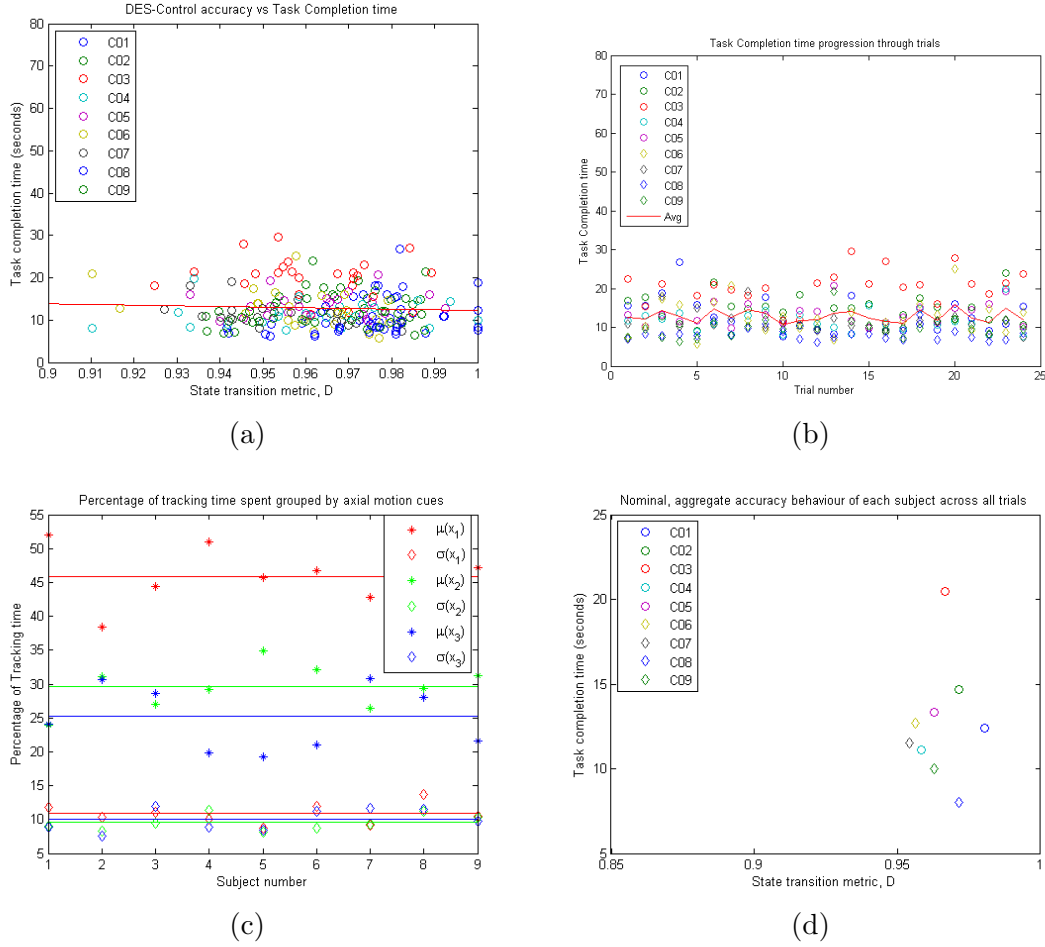 DES-Control accuracy vs Task Completion time
80
70
60
50
40
30
20
10
0
Task completion time (seconds)
C01
C02
C03
C04
C05
C06
C07
C08
C09
0.9 0.91 0.92 0.93 0.94 0.95 0.96 0.97 0.98 0.99 1
State transition metric, D
(a)
Task Completion time progression through trials
80
70
60
50
40
30
20
10
0
Task Completion time
C01
C02
C03
C04
C05
C06
C07
C08
C09
Avg
0 5 10 15 20 25
Trial number
(b)
Percentage of tracking time spent grouped by axial motion cues
55
50
45
40
35
30
25
20
15
10
5
Percentage of Tracking time
μ(x₁)
σ(x₁)
μ(x₂)
σ(x₂)
μ(x₃)
σ(x₃)
1 2 3 4 5 6 7 8 9
Subject number
(c)
Nominal, aggregate accuracy behaviour of each subject across all trials
25
20
15
10
5
Task completion time (seconds)
C01
C02
C03
C04
C05
C06
C07
C08
C09
0.85 0.9 0.95 1
State transition metric, D
(d)